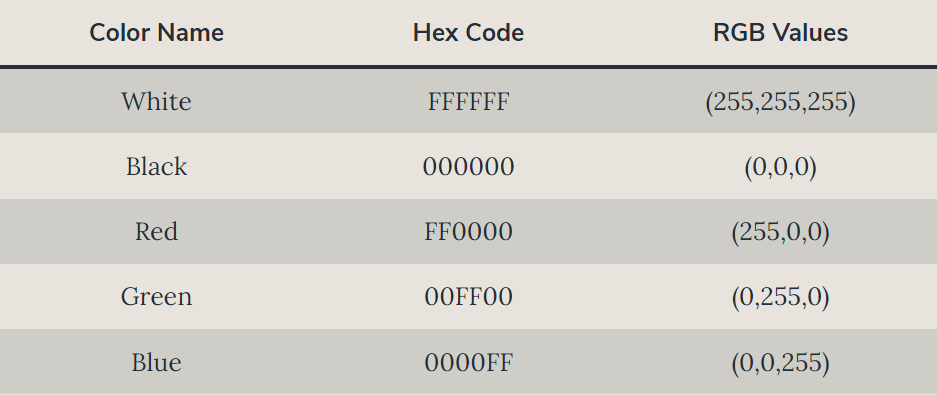 Color Name Hex Code RGB Values
White FFFFFF (255,255,255)
Black 000000 (0,0,0)
Red FF0000 (255,0,0)
Green 00FF00 (0,255,0)
Blue 0000FF (0,0,255)